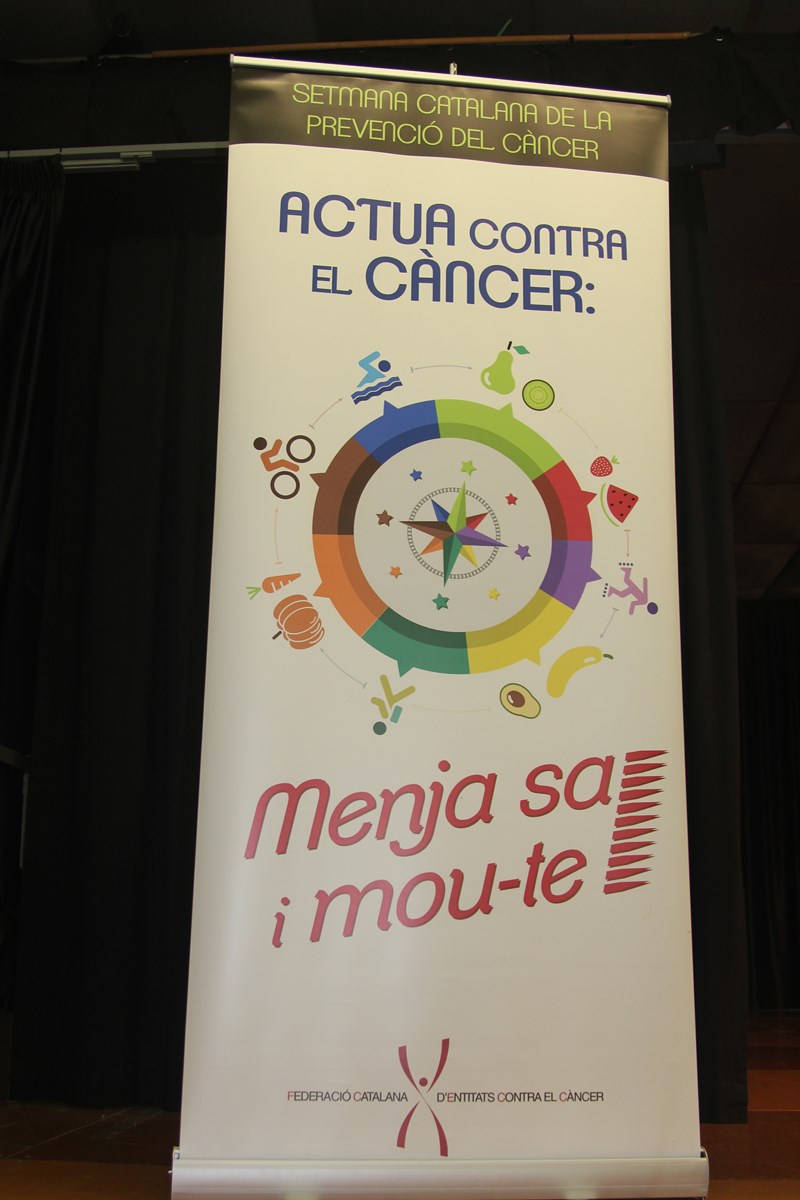 SETMANA CATALANA DE LA
PREVENCIÓ DEL CÀNCER
ACTUA CONTRA
EL CÀNCER:
Menja sa
i mou-te
FEDERACIÓ CATALANA D'ENTITATS CONTRA EL CÀNCER